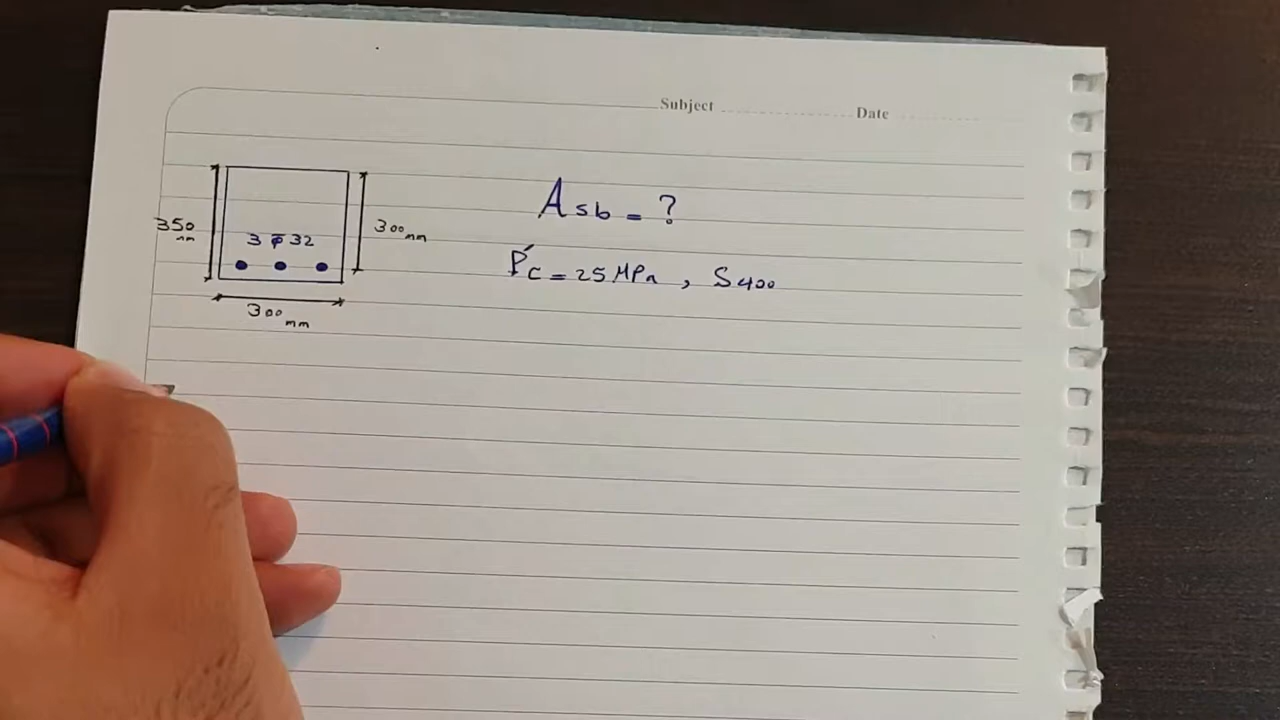 Subject Date
350 mm
3 φ 32
300 mm
300 mm
Asb = ?
f'c = 25 MPa , S400